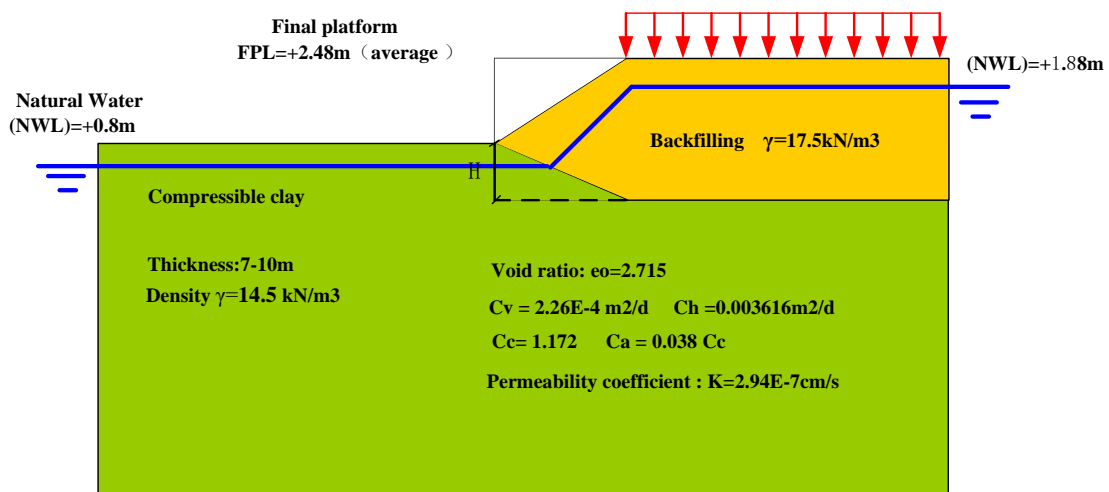 Final platform
FPL=+2.48m（average ）
(NWL)=+1.88m
Natural Water
(NWL)=+0.8m
Backfilling γ=17.5kN/m3
H
Compressible clay
Thickness:7-10m
Density γ=14.5 kN/m3
Void ratio: eo=2.715
Cv = 2.26E-4 m2/d Ch =0.003616m2/d
Cc= 1.172 Ca = 0.038 Cc
Permeability coefficient : K=2.94E-7cm/s